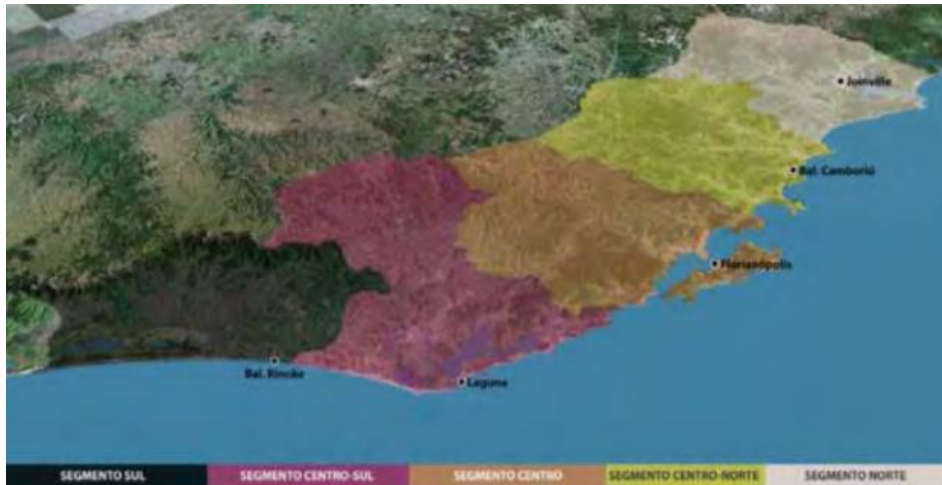 Joinville
Bal. Camboriú
Florianópolis
Bal. Rincão
Laguna
SEGMENTO SUL
SEGMENTO CENTRO-SUL
SEGMENTO CENTRO
SEGMENTO CENTRO-NORTE
SEGMENTO NORTE